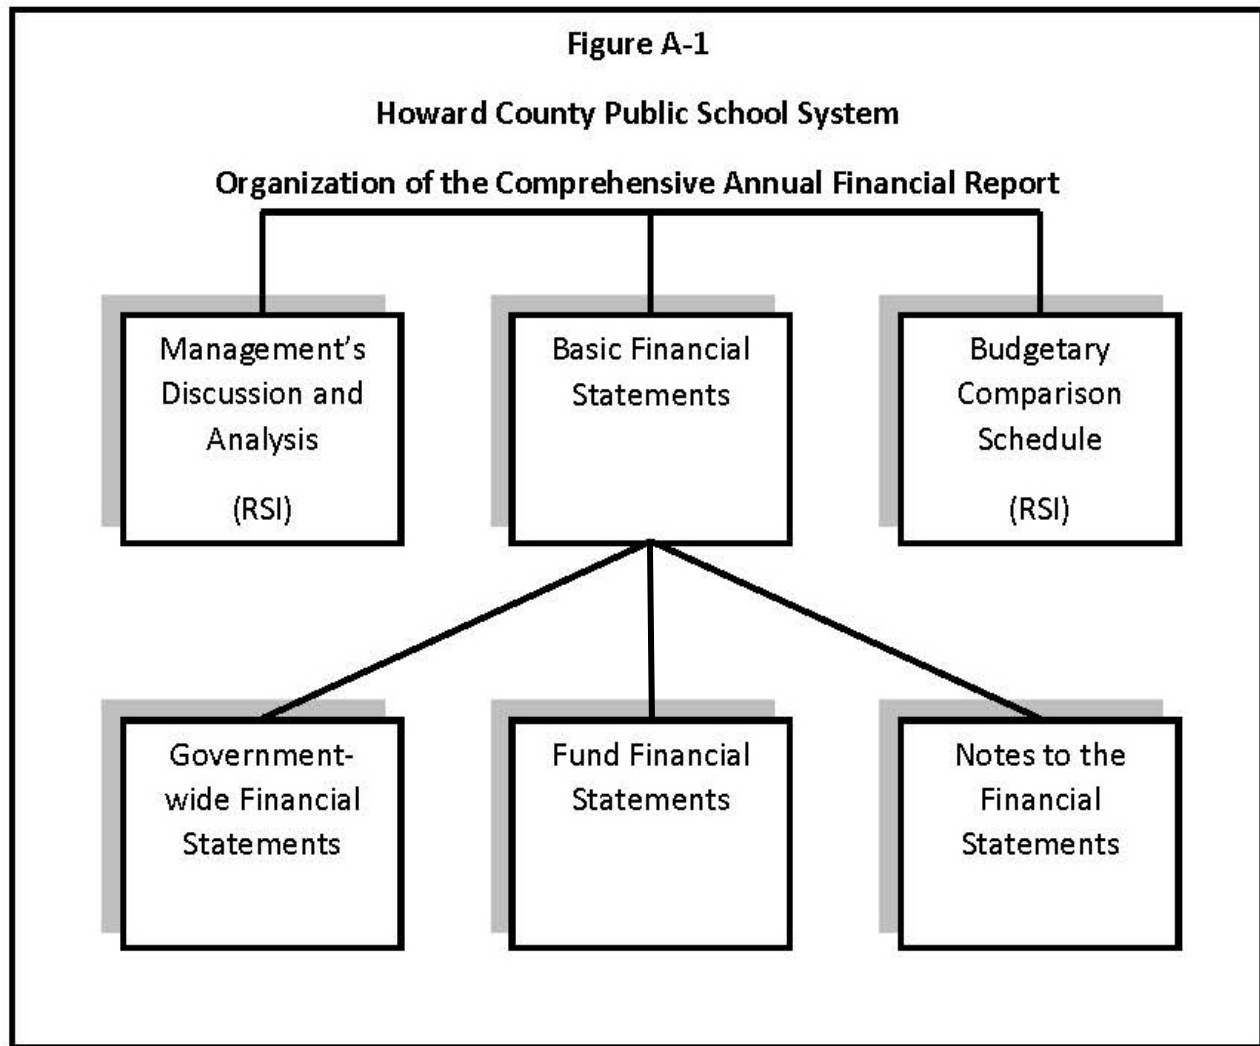 Figure A-1
Howard County Public School System
Organization of the Comprehensive Annual Financial Report
Management’s
Discussion and
Analysis
(RSI)
Basic Financial
Statements
Budgetary
Comparison
Schedule
(RSI)
Government-
wide Financial
Statements
Fund Financial
Statements
Notes to the
Financial
Statements